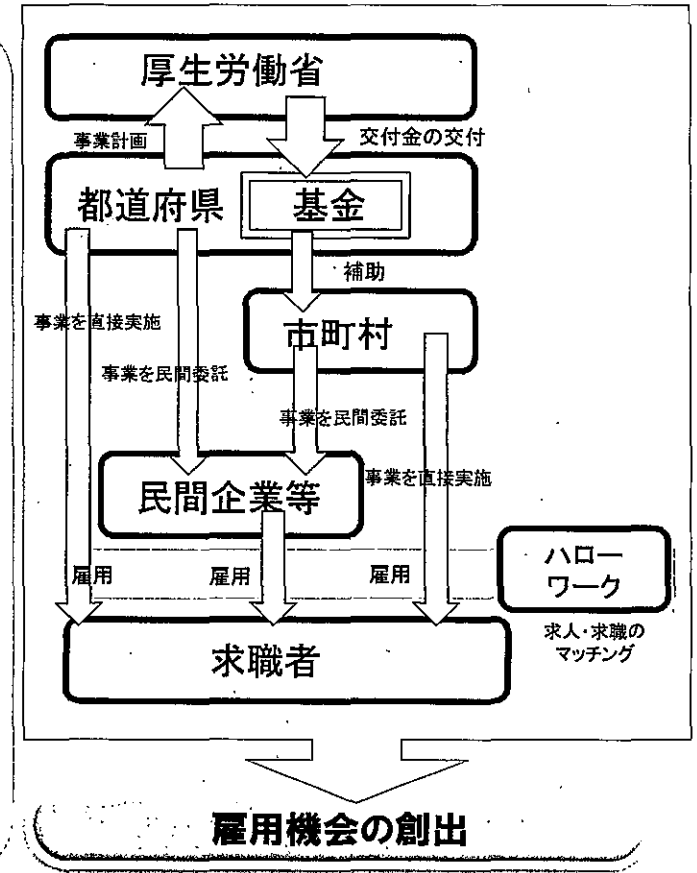 厚生労働省
事業計画
交付金の交付
都道府県
基金
補助
事業を直接実施
市町村
事業を民間委託
事業を民間委託
事業を直接実施
民間企業等
雇用
雇用
雇用
ハロー
ワーク
求人・求職の
マッチング
求職者
雇用機会の創出